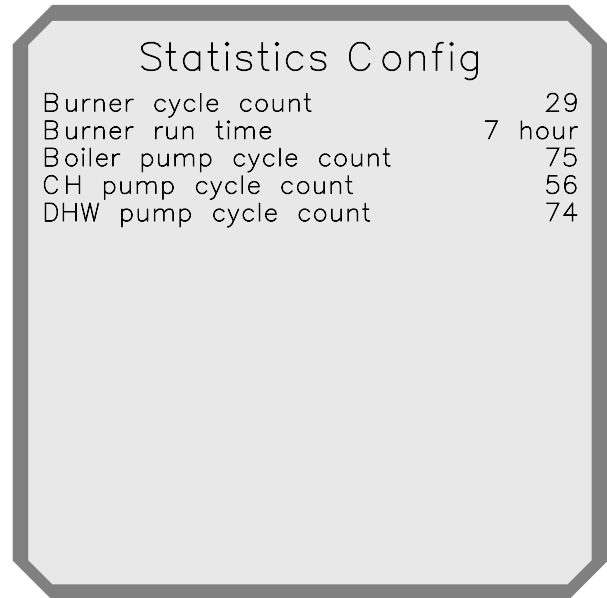 Statistics Config
Burner cycle count 29
Burner run time 7 hour
Boiler pump cycle count 75
CH pump cycle count 56
DHW pump cycle count 74